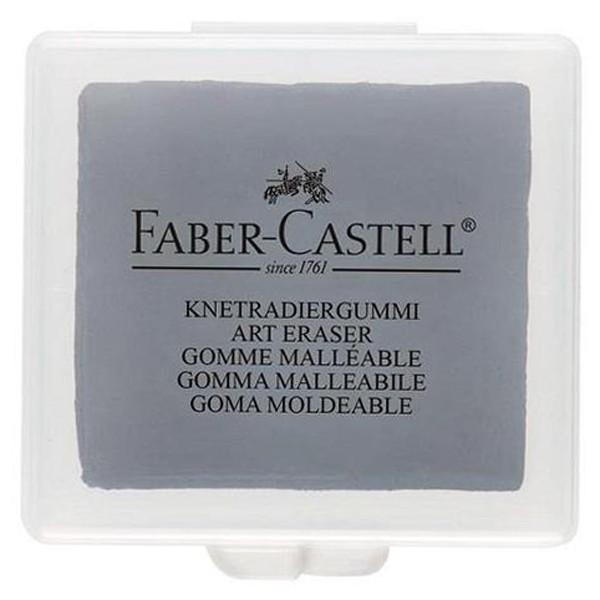 FABER-CASTELL®
since 1761
KNETRADIERGUMMI
ART ERASER
GOMME MALLÉABLE
GOMMA MALLEABILE
GOMA MOLDEABLE